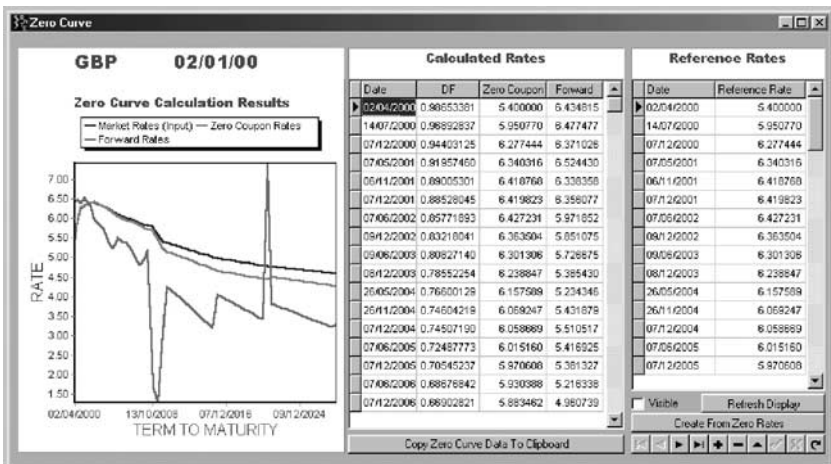 Zero Curve
GBP 02/01/00
Zero Curve Calculation Results
Market Rates (Input) Zero Coupon Rates
Forward Rates
7.00
6.50
6.00
5.50
5.00
4.50
4.00
3.50
3.00
2.50
2.00
1.50
RATE
02/04/2000 13/10/2008 07/12/2016 09/12/2024
TERM TO MATURITY
Calculated Rates
Date DF Zero Coupon Forward
02/04/2000 0.98653381 5.400000 6.434815
14/07/2000 0.96892837 5.950770 6.477477
07/12/2000 0.94403125 6.277444 6.371026
07/05/2001 0.91957460 6.340316 6.524430
06/11/2001 0.89005301 6.418768 6.338358
07/12/2001 0.88528045 6.419823 6.356077
07/06/2002 0.85771893 6.427231 5.971852
09/12/2002 0.83218041 6.363504 5.851075
09/06/2003 0.80827140 6.301306 5.726675
08/12/2003 0.78552254 6.238847 5.385430
26/05/2004 0.76600129 6.157589 5.234346
26/11/2004 0.74604219 6.069247 5.431879
07/12/2004 0.74507190 6.058669 5.510517
07/06/2005 0.72487773 6.015160 5.416925
07/12/2005 0.70545237 5.970608 5.381327
07/06/2006 0.68676842 5.930388 5.216338
07/12/2006 0.66902621 5.883462 4.980739
Copy Zero Curve Data To Clipboard
Reference Rates
Date Reference Rate
02/04/2000 5.400000
14/07/2000 5.950770
07/12/2000 6.277444
07/05/2001 6.340316
06/11/2001 6.418768
07/12/2001 6.419823
07/06/2002 6.427231
09/12/2002 6.363504
09/06/2003 6.301306
08/12/2003 6.238847
26/05/2004 6.157589
26/11/2004 6.069247
07/12/2004 6.058669
07/06/2005 6.015160
07/12/2005 5.970608
Visible Refresh Display
Create From Zero Rates